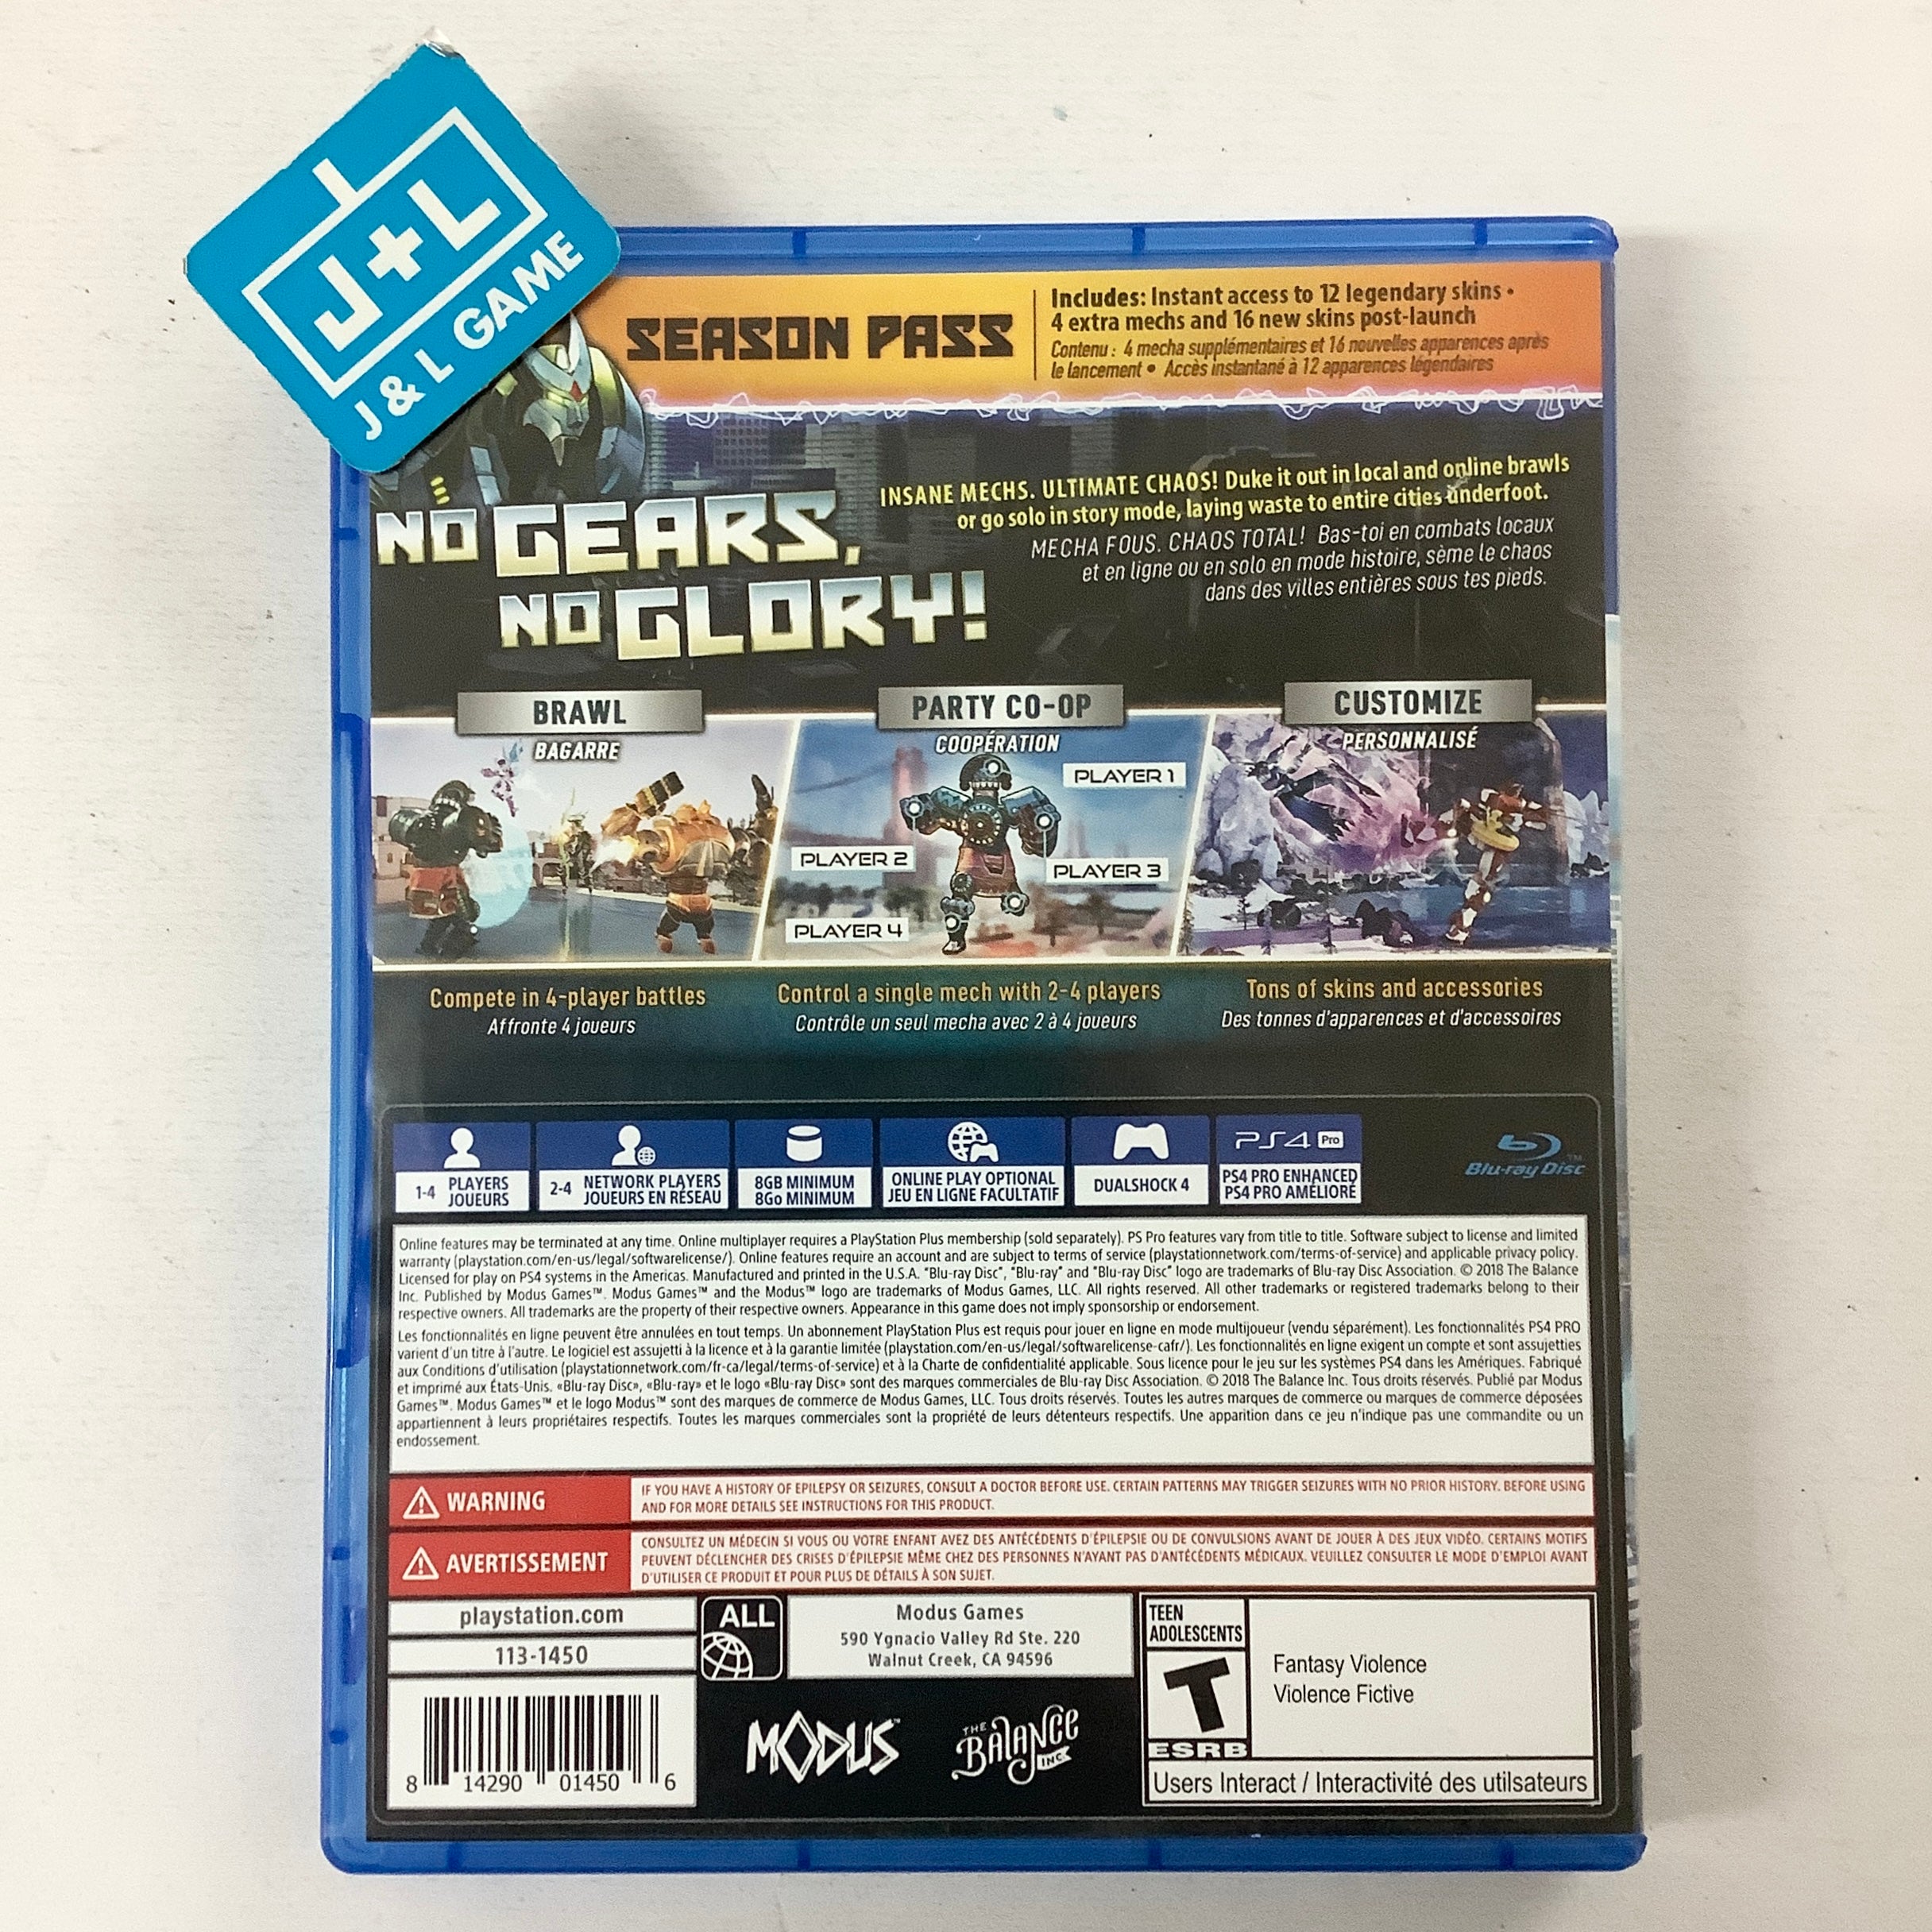 J+L
J & L GAME
SEASON PASS
Includes: Instant access to 12 legendary skins •
4 extra mechs and 16 new skins post-launch
Contenu : 4 mecha supplémentaires et 16 nouvelles apparences après
le lancement • Accès instantané à 12 apparences légendaires
NO GEARS,
NO GLORY!
INSANE MECHS. ULTIMATE CHAOS! Duke it out in local and online brawls
or go solo in story mode, laying waste to entire cities underfoot.
MECHA FOUS. CHAOS TOTAL! Bas-toi en combats locaux
et en ligne ou en solo en mode histoire, sème le chaos
dans des villes entières sous tes pieds.
BRAWL
BAGARRE
PARTY CO-OP
COOPÉRATION
CUSTOMIZE
PERSONNALISÉ
PLAYER 1
PLAYER 2
PLAYER 3
PLAYER 4
Compete in 4-player battles
Affronte 4 joueurs
Control a single mech with 2-4 players
Contrôle un seul mecha avec 2 à 4 joueurs
Tons of skins and accessories
Des tonnes d'apparences et d'accessoires
1-4 PLAYERS
JOUEURS
2-4 NETWORK PLAYERS
JOUEURS EN RÉSEAU
8GB MINIMUM
8Go MINIMUM
ONLINE PLAY OPTIONAL
JEU EN LIGNE FACULTATIF
DUALSHOCK 4
PS4 Pro
PS4 PRO ENHANCED
PS4 PRO AMÉLIORÉ
Blu-ray Disc™
Online features may be terminated at any time. Online multiplayer requires a PlayStation Plus membership (sold separately). PS Pro features vary from title to title. Software subject to license and limited
warranty (playstation.com/en-us/legal/softwarelicense/). Online features require an account and are subject to terms of service (playstationnetwork.com/terms-of-service) and applicable privacy policy.
Licensed for play on PS4 systems in the Americas. Manufactured and printed in the U.S.A. "Blu-ray Disc", "Blu-ray" and "Blu-ray Disc" logo are trademarks of Blu-ray Disc Association. © 2018 The Balance
Inc. Published by Modus Games™. Modus Games™ and the Modus™ logo are trademarks of Modus Games, LLC. All rights reserved. All other trademarks or registered trademarks belong to their
respective owners. All trademarks are the property of their respective owners. Appearance in this game does not imply sponsorship or endorsement.
Les fonctionnalités en ligne peuvent être annulées en tout temps. Un abonnement PlayStation Plus est requis pour jouer en ligne en mode multijoueur (vendu séparément). Les fonctionnalités PS4 PRO
varient d'un titre à l'autre. Le logiciel est assujetti à la licence et à la garantie limitée (playstation.com/en-us/legal/softwarelicense-cafr/). Les fonctionnalités en ligne exigent un compte et sont assujetties
aux Conditions d'utilisation (playstationnetwork.com/fr-ca/legal/terms-of-service) et à la Charte de confidentialité applicable. Sous licence pour le jeu sur les systèmes PS4 dans les Amériques. Fabriqué
et imprimé aux États-Unis. «Blu-ray Disc», «Blu-ray» et le logo «Blu-ray Disc» sont des marques commerciales de Blu-ray Disc Association. © 2018 The Balance Inc. Tous droits réservés. Publié par Modus
Games™. Modus Games™ et le logo Modus™ sont des marques de commerce de Modus Games, LLC. Tous droits réservés. Toutes les autres marques de commerce ou marques de commerce déposées
appartiennent à leurs propriétaires respectifs. Toutes les marques commerciales sont la propriété de leurs détenteurs respectifs. Une apparition dans ce jeu n'indique pas une commandite ou un
endossement.
WARNING
IF YOU HAVE A HISTORY OF EPILEPSY OR SEIZURES, CONSULT A DOCTOR BEFORE USE. CERTAIN PATTERNS MAY TRIGGER SEIZURES WITH NO PRIOR HISTORY. BEFORE USING
AND FOR MORE DETAILS SEE INSTRUCTIONS FOR THIS PRODUCT.
AVERTISSEMENT
CONSULTEZ UN MÉDECIN SI VOUS OU VOTRE ENFANT AVEZ DES ANTÉCÉDENTS D'ÉPILEPSIE OU DE CONVULSIONS AVANT DE JOUER À DES JEUX VIDÉO. CERTAINS MOTIFS
PEUVENT DÉCLENCHER DES CRISES D'ÉPILEPSIE MÊME CHEZ DES PERSONNES N'AYANT PAS D'ANTÉCÉDENTS MÉDICAUX. VEUILLEZ CONSULTER LE MODE D'EMPLOI AVANT
D'UTILISER CE PRODUIT ET POUR PLUS DE DÉTAILS À SON SUJET.
playstation.com
113-1450
8 14290 01450 6
ALL
Modus Games
590 Ygnacio Valley Rd Ste. 220
Walnut Creek, CA 94596
MODUS™
THE BALANCE INC
TEEN
ADOLESCENTS
T
ESRB
Fantasy Violence
Violence Fictive
Users Interact / Interactivité des utilsateurs